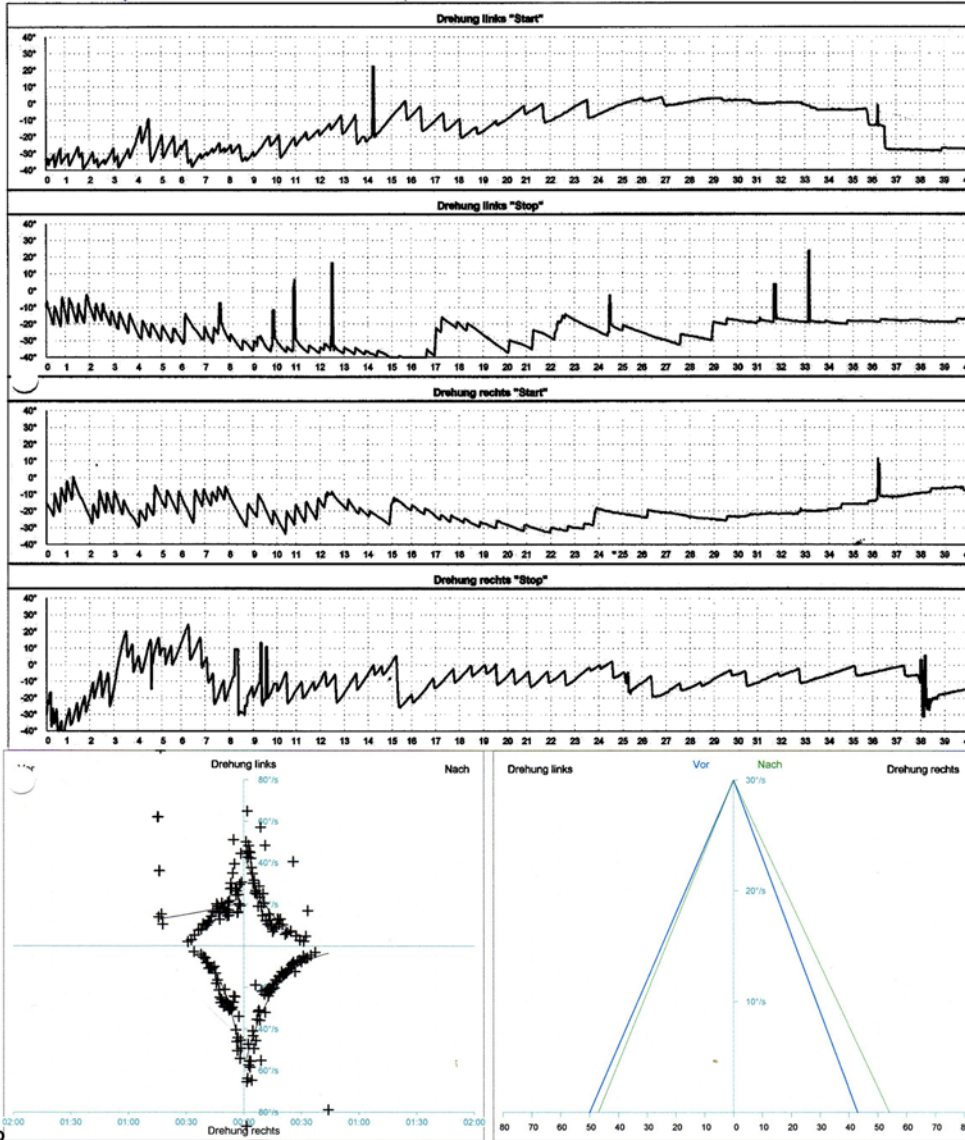 Drehung links "Start"
40°
30°
20°
10°
0°
-10°
-20°
-30°
-40°
0 1 2 3 4 5 6 7 8 9 10 11 12 13 14 15 16 17 18 19 20 21 22 23 24 25 26 27 28 29 30 31 32 33 34 35 36 37 38 39
Drehung links "Stop"
40°
30°
20°
10°
0°
-10°
-20°
-30°
-40°
0 1 2 3 4 5 6 7 8 9 10 11 12 13 14 15 16 17 18 19 20 21 22 23 24 25 26 27 28 29 30 31 32 33 34 35 36 37 38 39
Drehung rechts "Start"
40°
30°
20°
10°
0°
-10°
-20°
-30°
-40°
0 1 2 3 4 5 6 7 8 9 10 11 12 13 14 15 16 17 18 19 20 21 22 23 24 25 26 27 28 29 30 31 32 33 34 35 36 37 38 39
Drehung rechts "Stop"
40°
30°
20°
10°
0°
-10°
-20°
-30°
-40°
0 1 2 3 4 5 6 7 8 9 10 11 12 13 14 15 16 17 18 19 20 21 22 23 24 25 26 27 28 29 30 31 32 33 34 35 36 37 38 39
Drehung links Nach
80°/s
60°/s
40°/s
40°/s
60°/s
80°/s
02:00 01:30 01:00 00:30 00:30 01:00 01:30 02:00
Drehung rechts
Drehung links Vor Nach Drehung rechts
30°/s
20°/s
10°/s
80 70 60 50 40 30 20 10 0 10 20 30 40 50 60 70